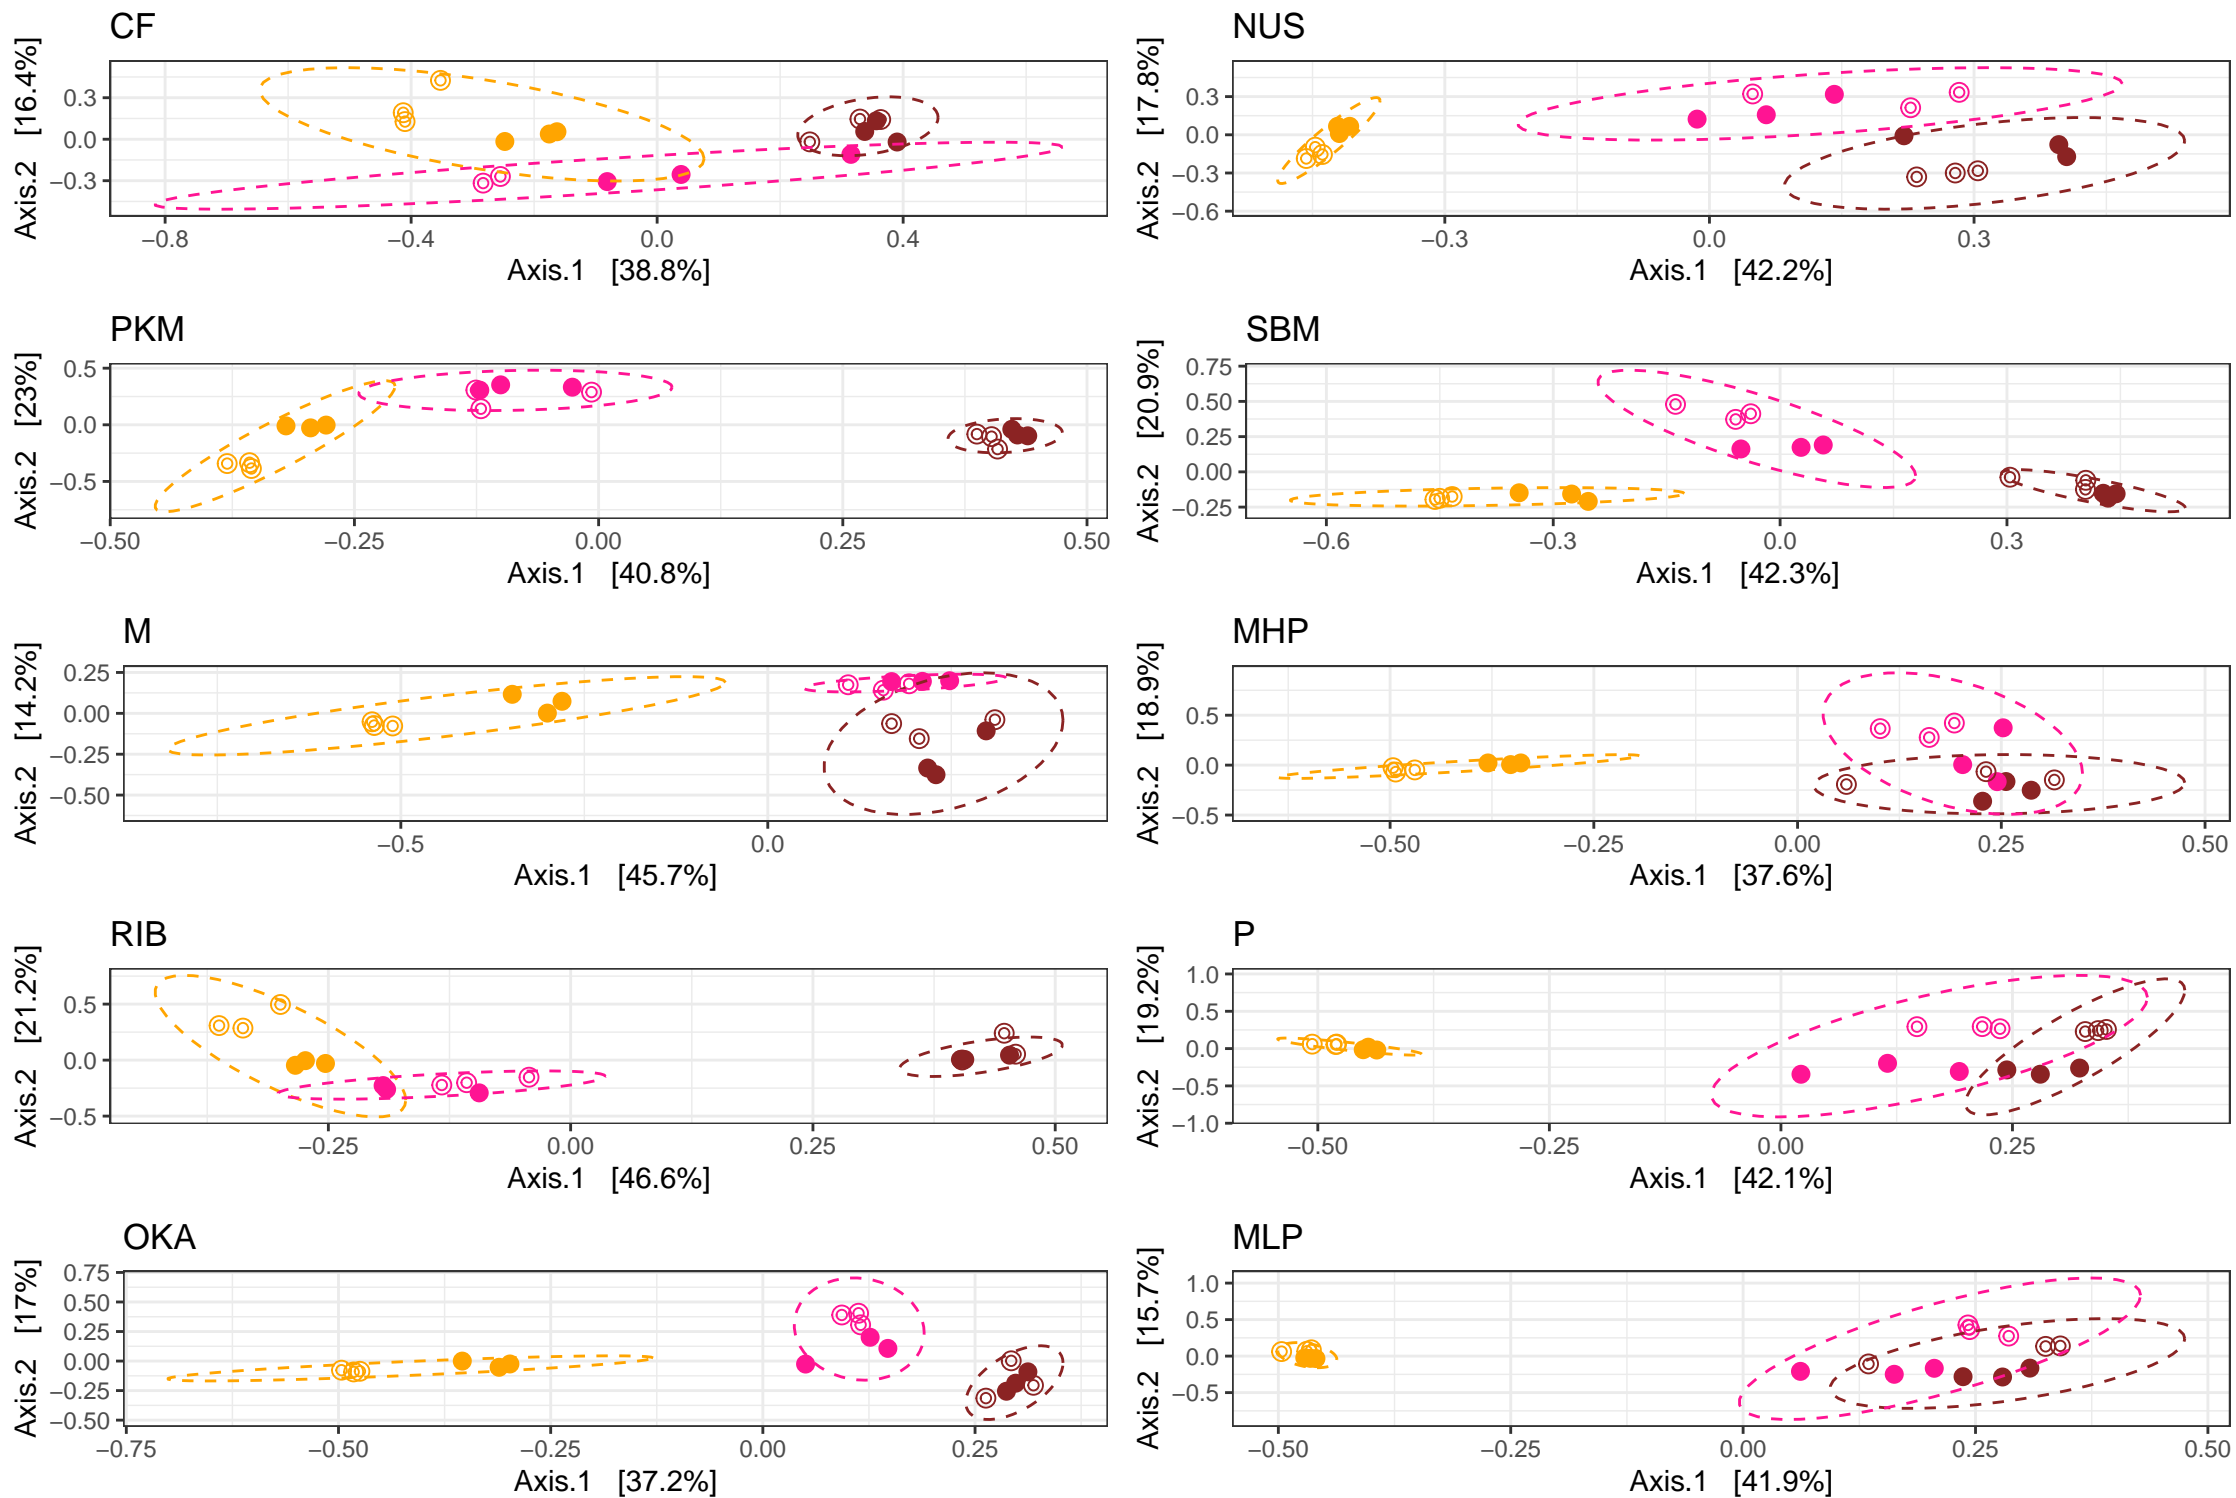 CF
Axis.2 [16.4%]
0.3
0.0
−0.3
−0.8 −0.4 0.0 0.4
Axis.1 [38.8%]
NUS
Axis.2 [17.8%]
0.3
0.0
−0.3
−0.6
−0.3 0.0 0.3
Axis.1 [42.2%]
PKM
Axis.2 [23%]
0.5
0.0
−0.5
−0.50 −0.25 0.00 0.25 0.50
Axis.1 [40.8%]
SBM
Axis.2 [20.9%]
0.75
0.50
0.25
0.00
−0.25
−0.6 −0.3 0.0 0.3
Axis.1 [42.3%]
M
Axis.2 [14.2%]
0.25
0.00
−0.25
−0.50
−0.5 0.0
Axis.1 [45.7%]
MHP
Axis.2 [18.9%]
0.5
0.0
−0.5
−0.50 −0.25 0.00 0.25 0.50
Axis.1 [37.6%]
RIB
Axis.2 [21.2%]
0.5
0.0
−0.5
−0.25 0.00 0.25 0.50
Axis.1 [46.6%]
P
Axis.2 [19.2%]
1.0
0.5
0.0
−0.5
−1.0
−0.50 −0.25 0.00 0.25
Axis.1 [42.1%]
OKA
Axis.2 [17%]
0.75
0.50
0.25
0.00
−0.25
−0.50
−0.75 −0.50 −0.25 0.00 0.25
Axis.1 [37.2%]
MLP
Axis.2 [15.7%]
1.0
0.5
0.0
−0.5
−0.50 −0.25 0.00 0.25 0.50
Axis.1 [41.9%]